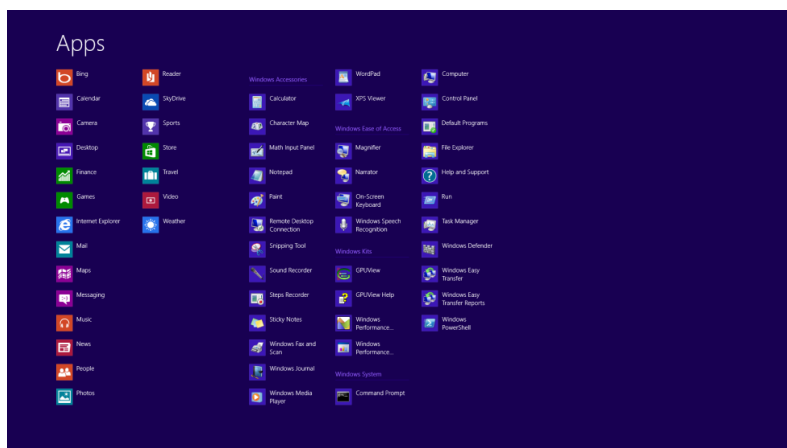 Apps
Bing
Calendar
Camera
Desktop
Finance
Games
Internet Explorer
Mail
Maps
Messaging
Music
News
People
Photos
Reader
SkyDrive
Sports
Store
Travel
Video
Weather
Windows Accessories
Calculator
Character Map
Math Input Panel
Notepad
Paint
Remote Desktop
Connection
Snipping Tool
Sound Recorder
Steps Recorder
Sticky Notes
Windows Fax and
Scan
Windows Journal
Windows Media
Player
WordPad
XPS Viewer
Windows Ease of Access
Magnifier
Narrator
On-Screen
Keyboard
Windows Speech
Recognition
Windows Kits
GPUView
GPUView Help
Windows
Performance...
Windows
Performance...
Windows System
Command Prompt
Computer
Control Panel
Default Programs
File Explorer
Help and Support
Run
Task Manager
Windows Defender
Windows Easy
Transfer
Windows Easy
Transfer Reports
Windows
PowerShell